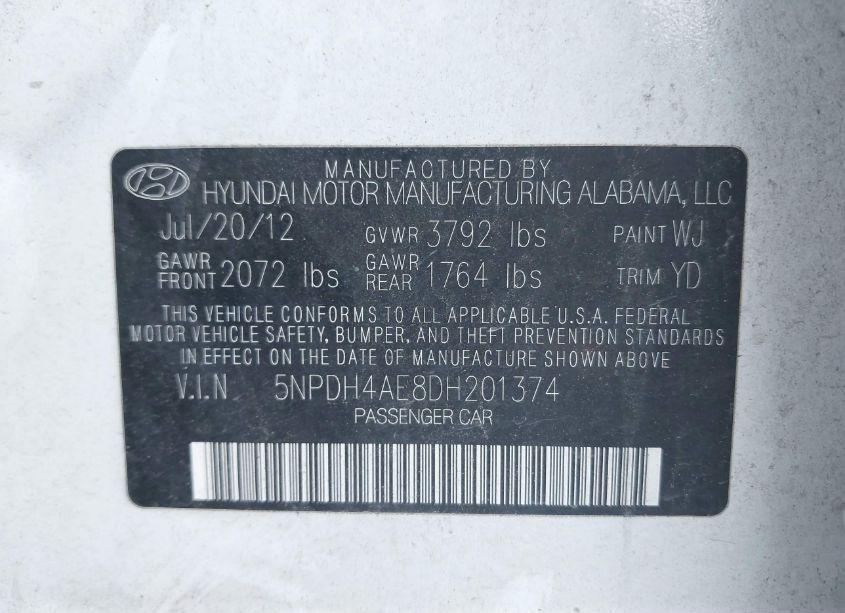 MANUFACTURED BY
HYUNDAI MOTOR MANUFACTURING ALABAMA, LLC
Jul/20/12 GVWR 3792 lbs PAINT WJ
GAWR FRONT 2072 lbs GAWR REAR 1764 lbs TRIM YD
THIS VEHICLE CONFORMS TO ALL APPLICABLE U.S.A. FEDERAL
MOTOR VEHICLE SAFETY, BUMPER, AND THEFT PREVENTION STANDARDS
IN EFFECT ON THE DATE OF MANUFACTURE SHOWN ABOVE
V.I.N 5NPDH4AE8DH201374
PASSENGER CAR